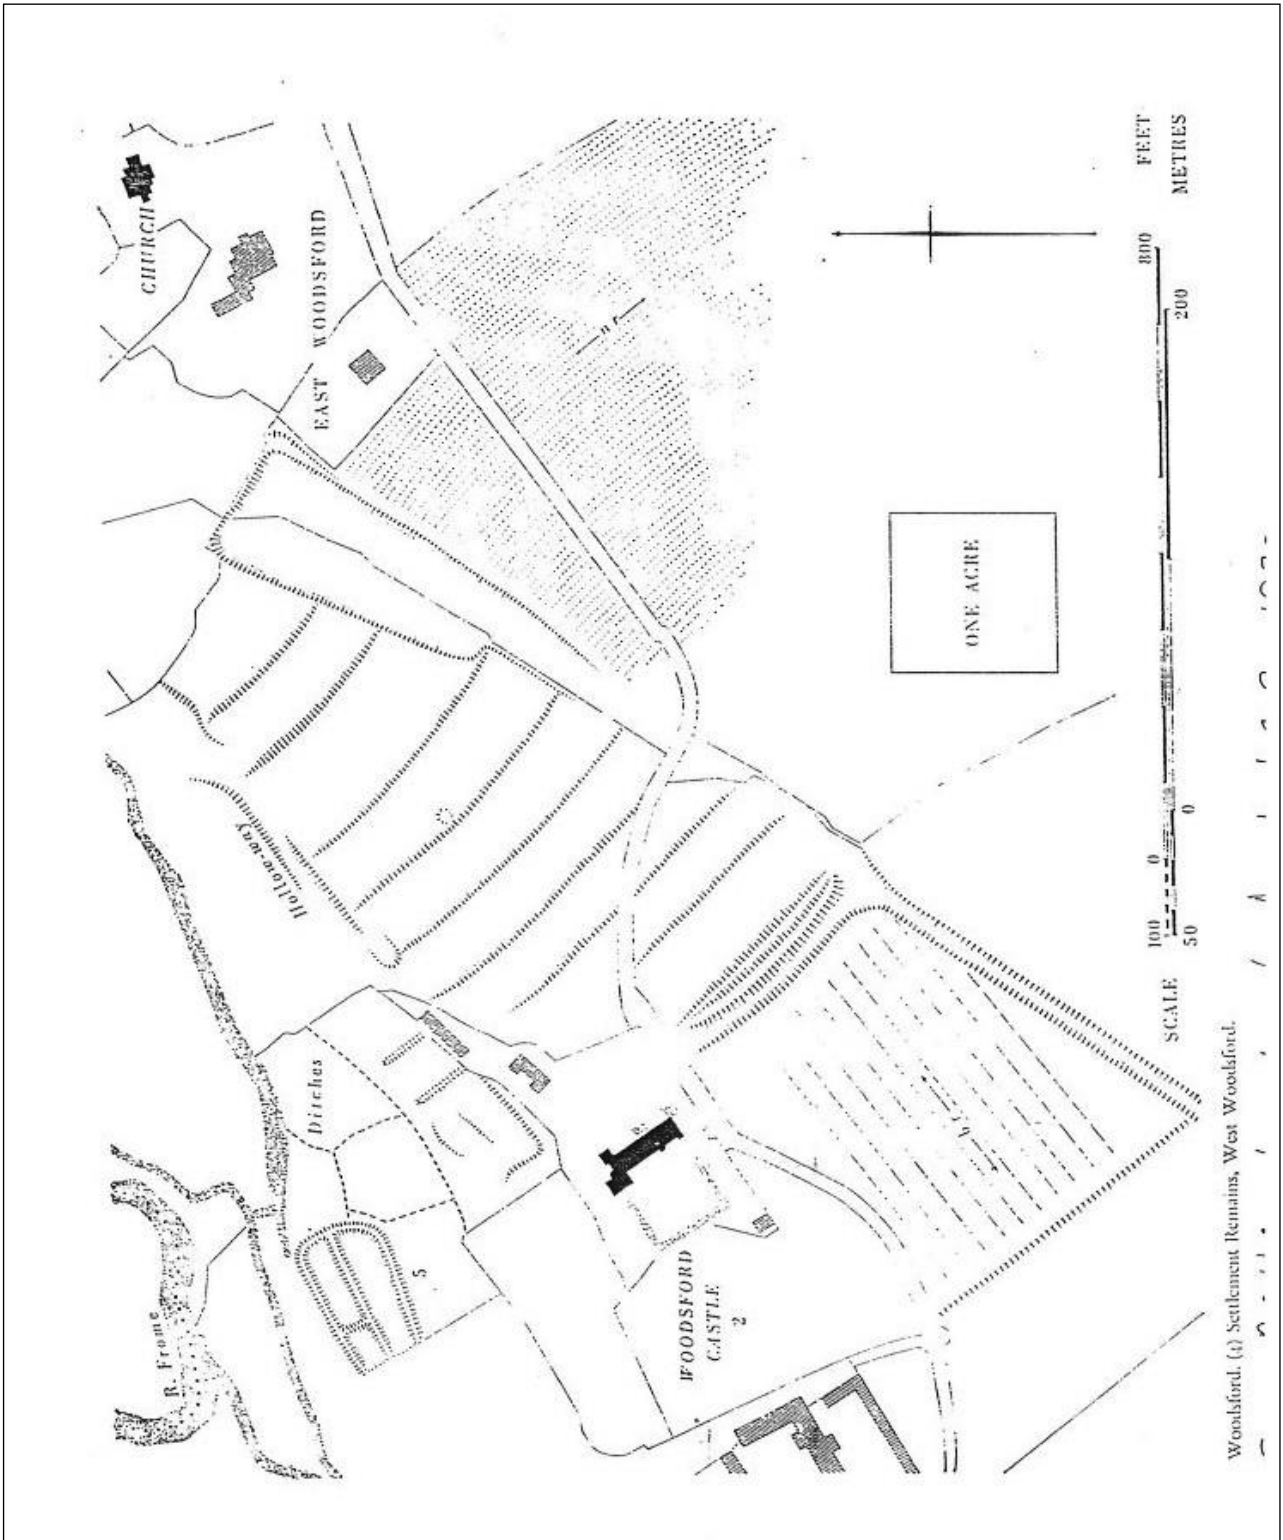 CHURCH
EAST WOODSFORD
n r
Hollow-way
Ditches
R. Frome
5
WOODSFORD
CASTLE
2
b
ONE ACRE
SCALE
100 0 800 FEET
50 0 200 METRES
Woodsford. (4) Settlement Remains, West Woodsford.